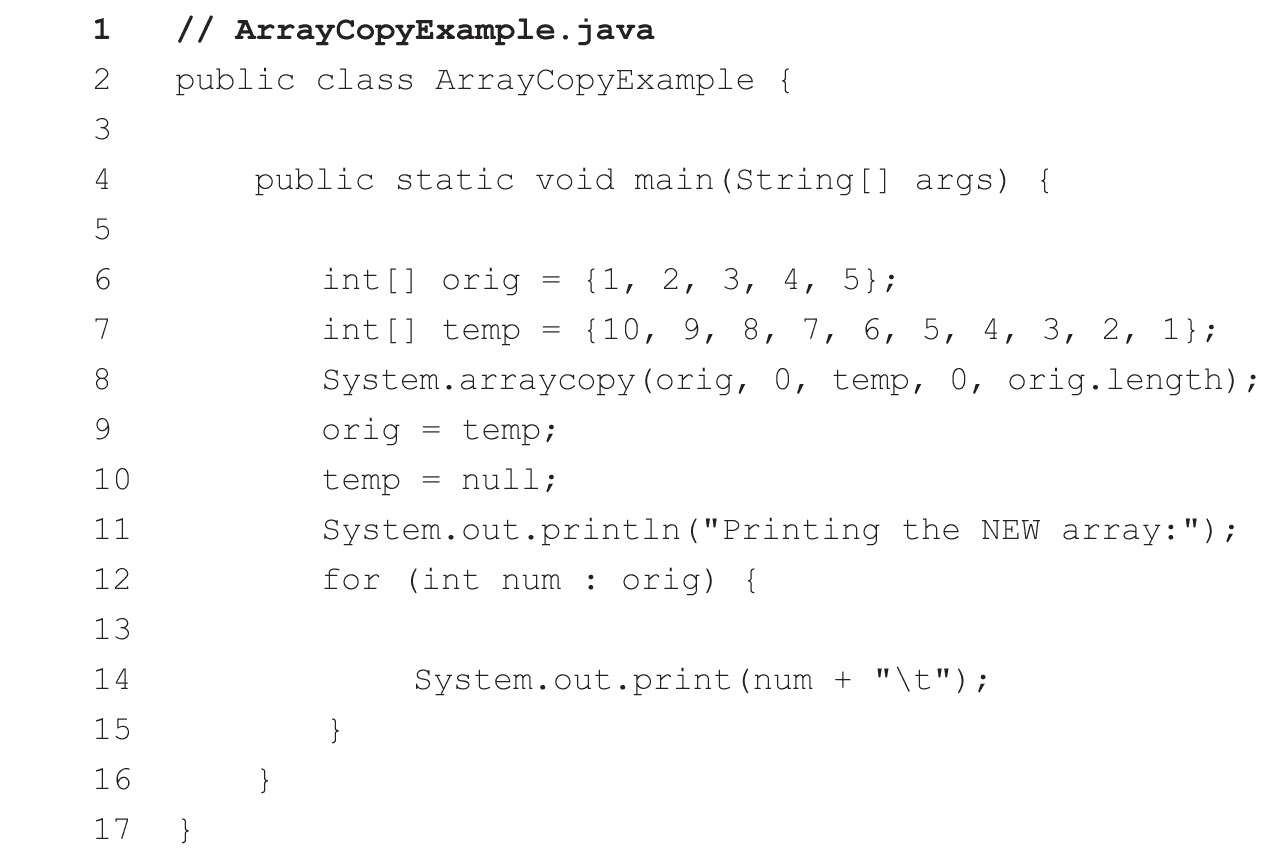 1 // ArrayCopyExample.java
2 public class ArrayCopyExample {
3
4 public static void main(String[] args) {
5
6 int[] orig = {1, 2, 3, 4, 5};
7 int[] temp = {10, 9, 8, 7, 6, 5, 4, 3, 2, 1};
8 System.arraycopy(orig, 0, temp, 0, orig.length);
9 orig = temp;
10 temp = null;
11 System.out.println("Printing the NEW array:");
12 for (int num : orig) {
13
14 System.out.print(num + "\t");
15 }
16 }
17 }